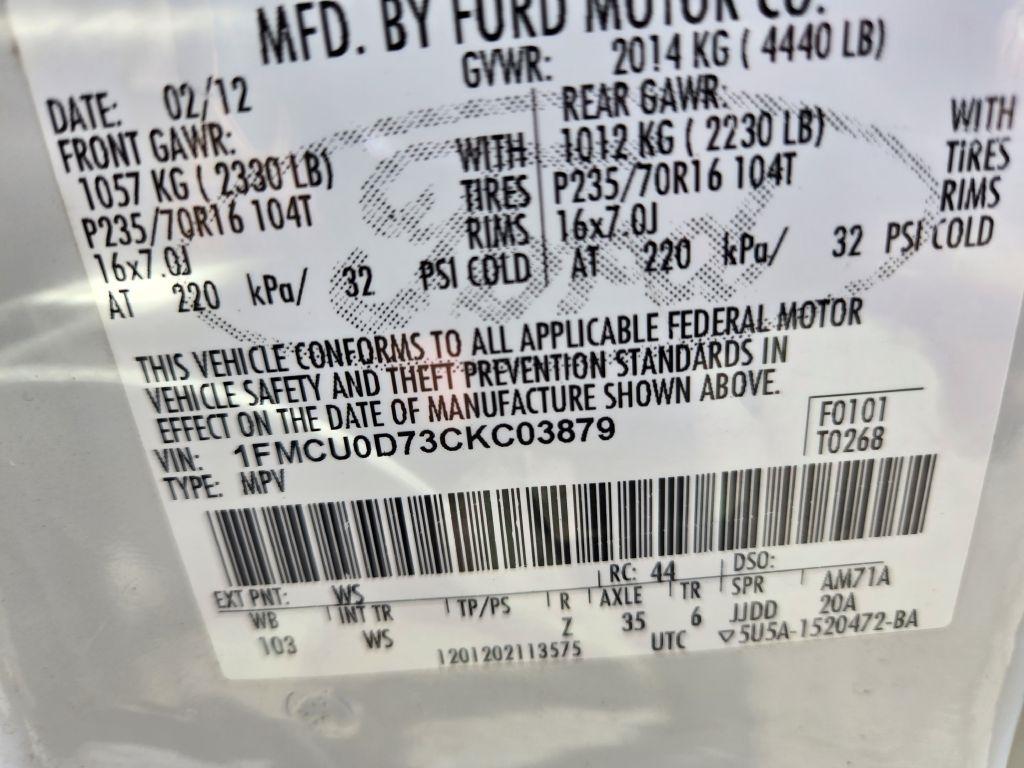 MFD. BY FORD MOTOR CO.
GVWR: 2014 KG ( 4440 LB)
DATE: 02/12
FRONT GAWR:
1057 KG ( 2330 LB)
P235/70R16 104T
16x7.0J
AT 220 kPa/ 32 PSI COLD
WITH
TIRES
RIMS
REAR GAWR:
1012 KG ( 2230 LB)
P235/70R16 104T
16x7.0J
AT 220 kPa/ 32 PSI COLD
WITH
TIRES
RIMS
THIS VEHICLE CONFORMS TO ALL APPLICABLE FEDERAL MOTOR
VEHICLE SAFETY AND THEFT PREVENTION STANDARDS IN
EFFECT ON THE DATE OF MANUFACTURE SHOWN ABOVE.
VIN: 1FMCU0D73CKC03879
TYPE: MPV
F0101
T0268
EXT PNT: WS RC: 44 DSO:
WB INT TR TP/PS R AXLE TR SPR AM71A
103 WS Z 35 6 JJDD 20A
1201202113575 UTC ▽5U5A-1520472-BA
Ford